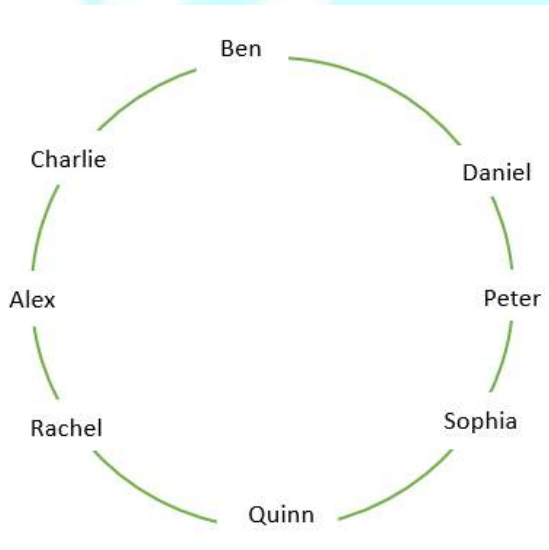 Ben
Charlie
Daniel
Alex
Peter
Rachel
Sophia
Quinn